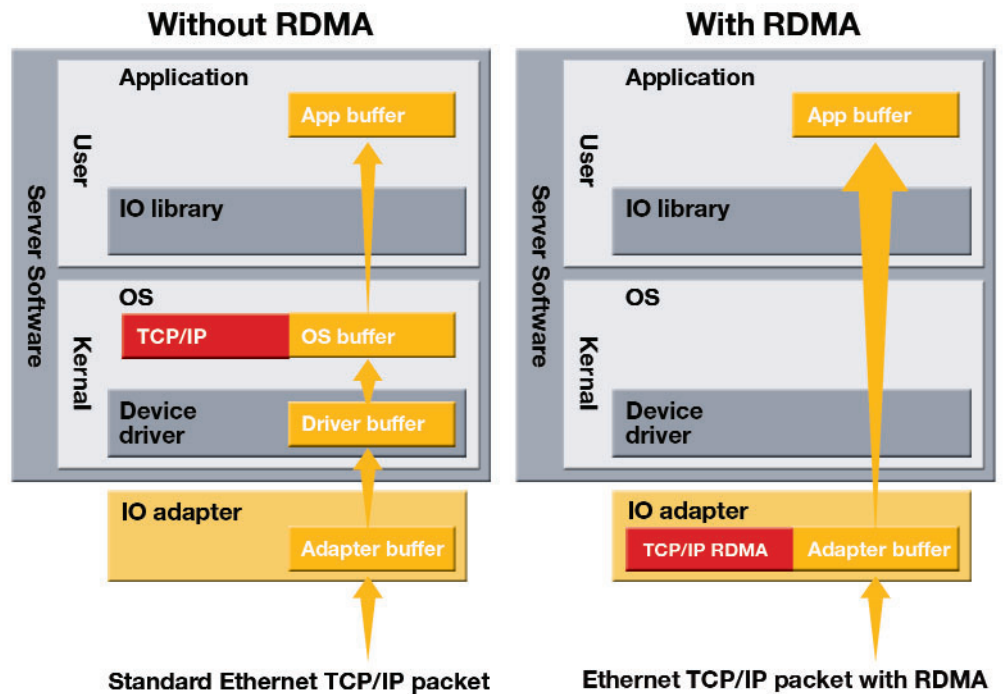 Without RDMA
Server Software
User
Application
App buffer
IO library
Kernal
OS
TCP/IP
OS buffer
Device
driver
Driver buffer
IO adapter
Adapter buffer
Standard Ethernet TCP/IP packet
With RDMA
Server Software
User
Application
App buffer
IO library
Kernal
OS
Device
driver
IO adapter
TCP/IP RDMA
Adapter buffer
Ethernet TCP/IP packet with RDMA